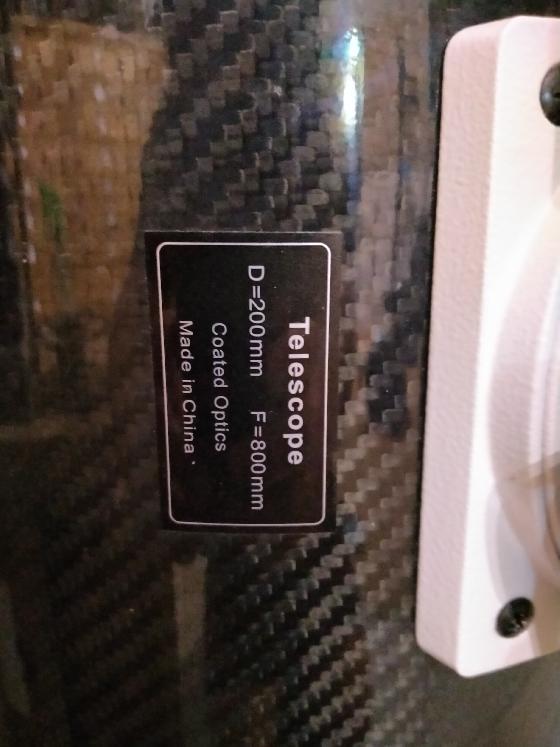 Telescope
D=200mm F=800mm
Coated Optics
Made in China